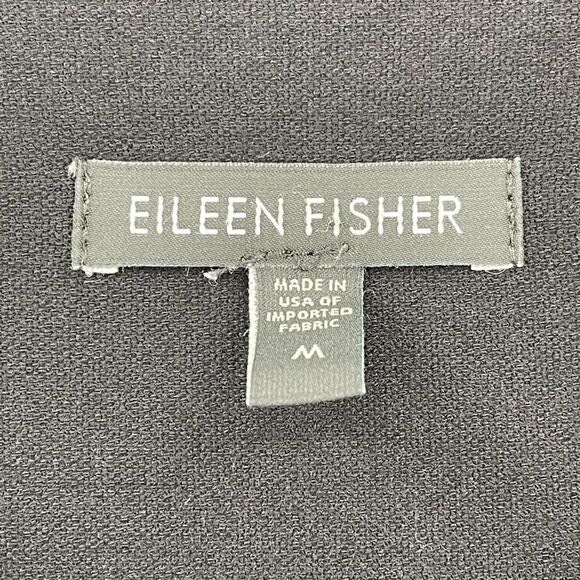 EILEEN FISHER
MADE IN
USA OF
IMPORTED
FABRIC
M